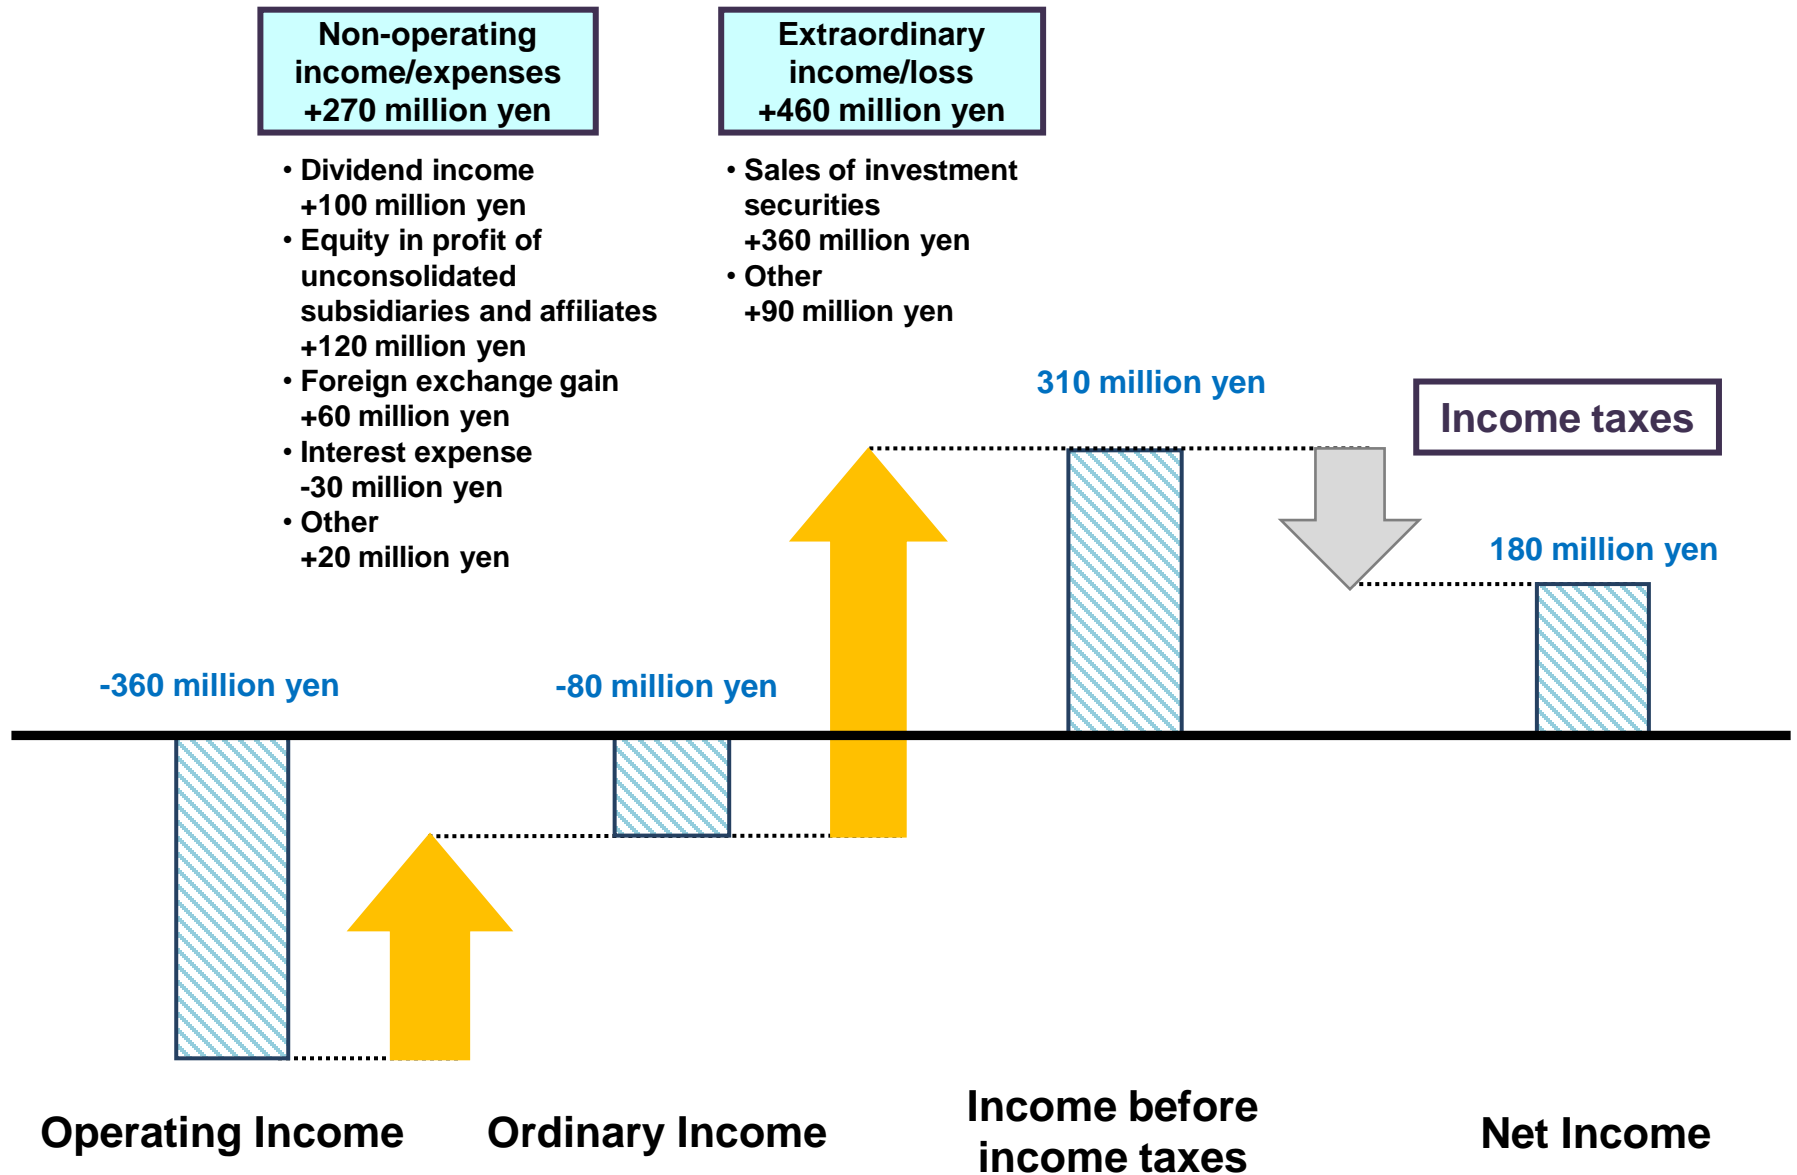 Non-operating
income/expenses
+270 million yen
• Dividend income
+100 million yen
• Equity in profit of
unconsolidated
subsidiaries and affiliates
+120 million yen
• Foreign exchange gain
+60 million yen
• Interest expense
-30 million yen
• Other
+20 million yen
Extraordinary
income/loss
+460 million yen
• Sales of investment
securities
+360 million yen
• Other
+90 million yen
310 million yen
Income taxes
180 million yen
-360 million yen
-80 million yen
Operating Income
Ordinary Income
Income before
income taxes
Net Income